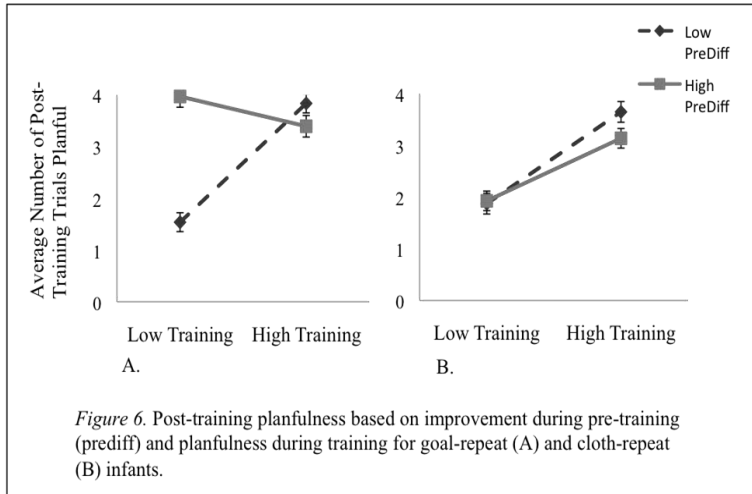 Low
PreDiff
High
PreDiff
Average Number of Post-
Training Trials Planful
4
3
2
1
0
Low Training High Training
A.
4
3
2
1
0
Low Training High Training
B.
Figure 6. Post-training planfulness based on improvement during pre-training
(prediff) and planfulness during training for goal-repeat (A) and cloth-repeat
(B) infants.